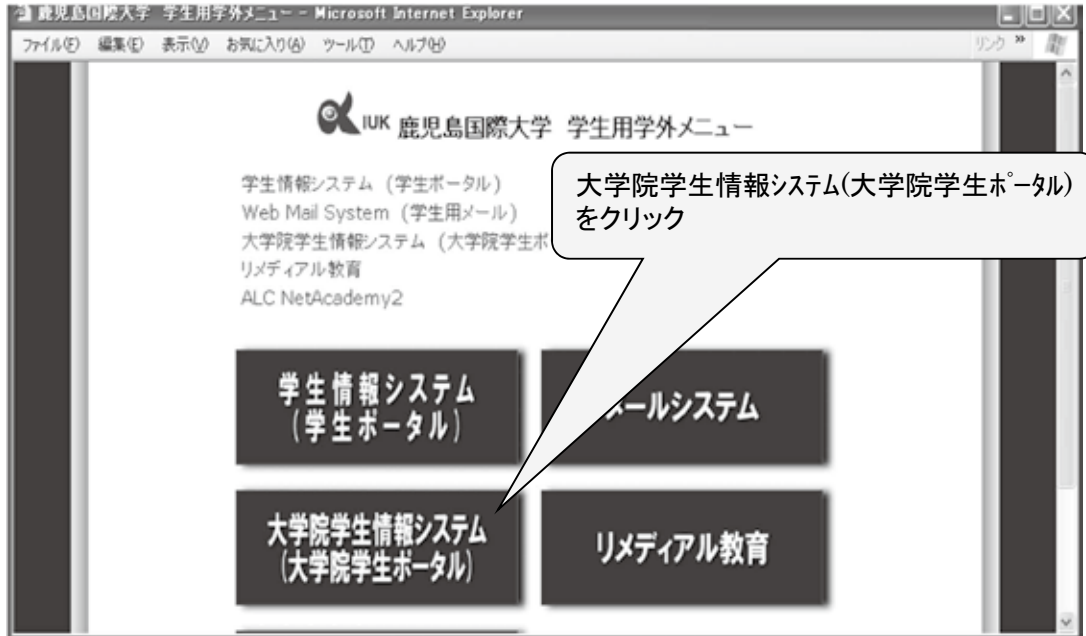 鹿児島国際大学 学生用学外メニュー - Microsoft Internet Explorer
ファイル(F) 編集(E) 表示(V) お気に入り(A) ツール(T) ヘルプ(H)
リンク »
IUK 鹿児島国際大学 学生用学外メニュー
学生情報システム (学生ポータル)
Web Mail System (学生用メール)
大学院学生情報システム (大学院学生ポ
リメディアル教育
ALC NetAcademy2
大学院学生情報ｼｽﾃﾑ(大学院学生ﾎﾟｰﾀﾙ)
をクリック
学生情報システム
(学生ポータル)
メールシステム
大学院学生情報システム
(大学院学生ポータル)
リメディアル教育